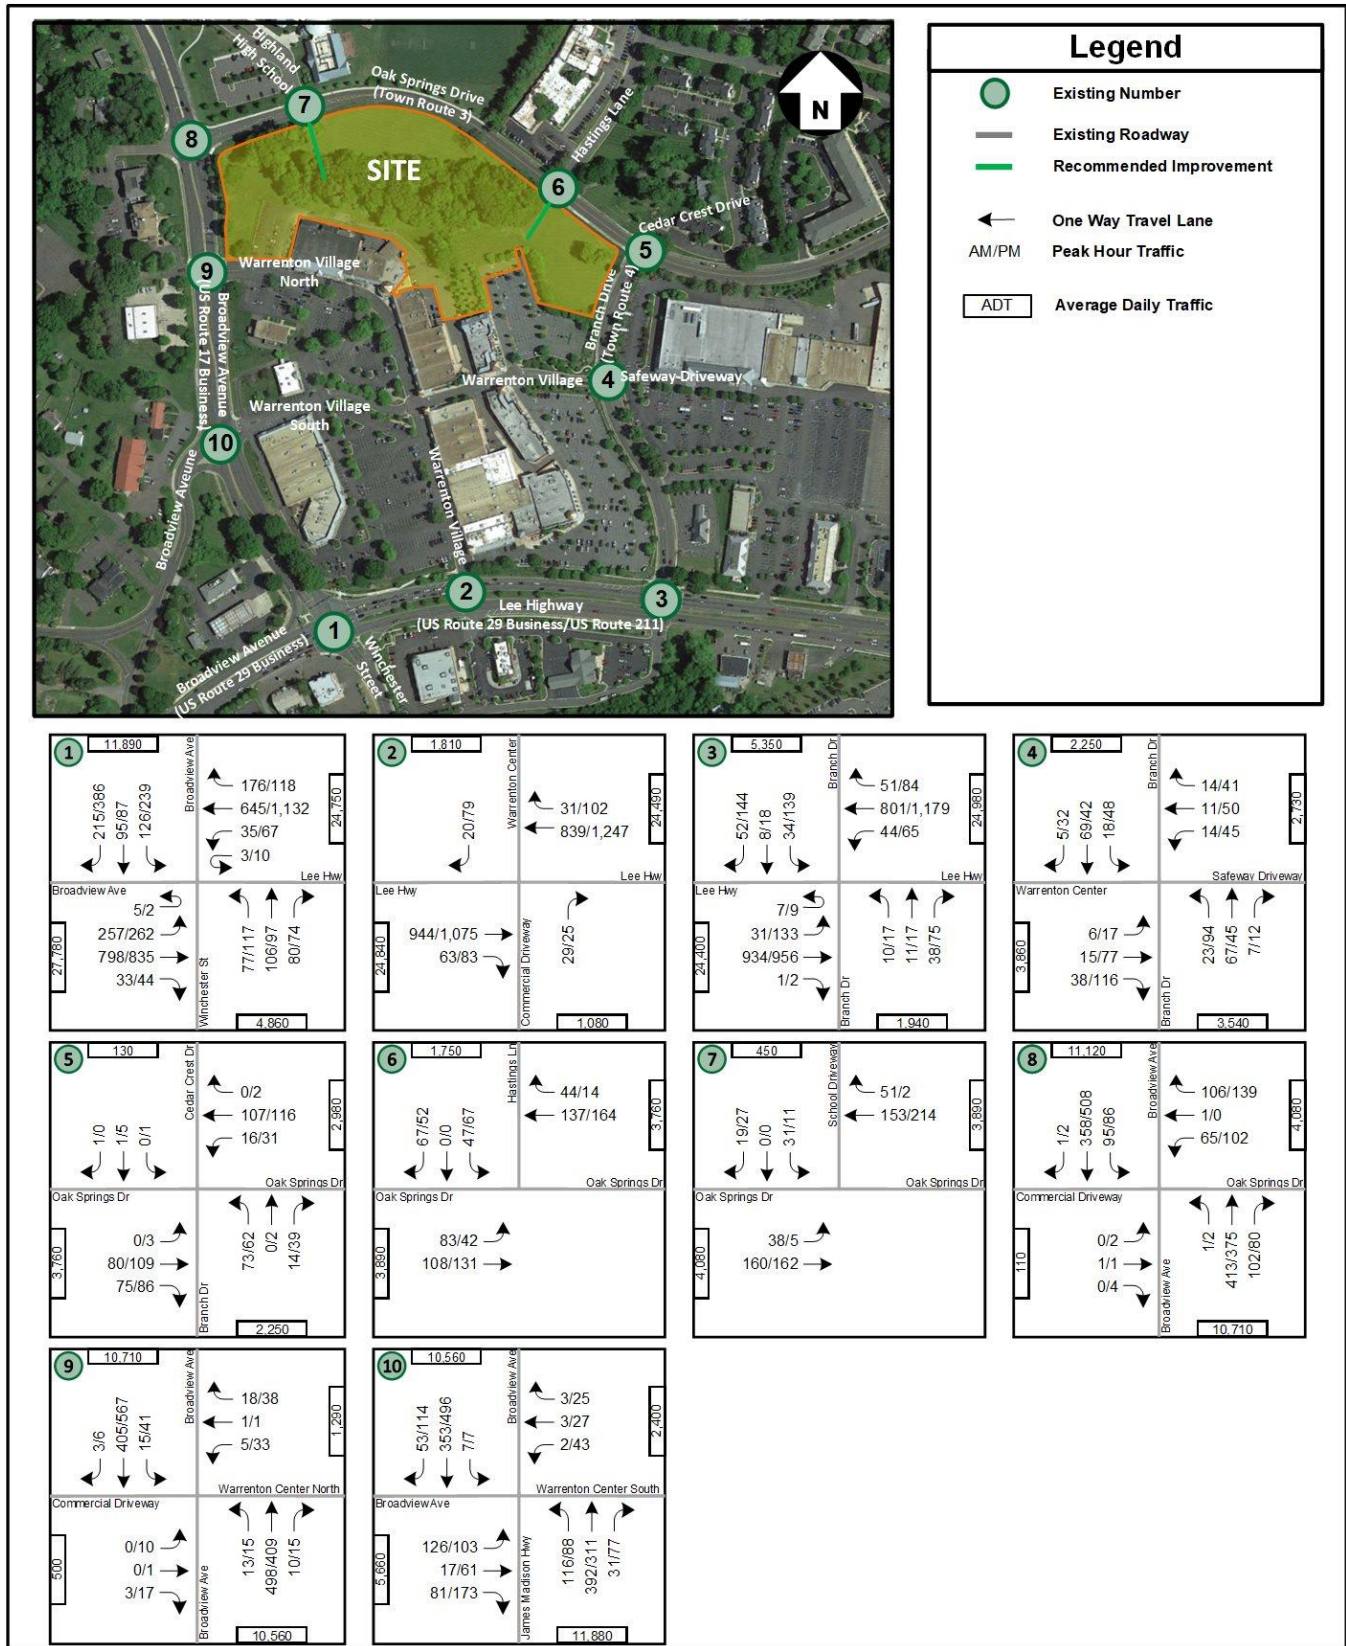 Highland
High School
Oak Springs Drive
(Town Route 3)
Hastings Lane
N
7
8
SITE
6
Cedar Crest Drive
5
9
Warrenton Village
North
Broadview Avenue
(US Route 17 Business)
Branch Drive
(Town Route 4)
Warrenton Village
4
Safeway Driveway
Warrenton Village
South
10
Broadview Aveune
Warrenton Village
2
3
Lee Highway
(US Route 29 Business/US Route 211)
1
Broadview Avenue
(US Route 29 Business)
Winchester
Street
Legend
Existing Number
Existing Roadway
Recommended Improvement
One Way Travel Lane
AM/PM Peak Hour Traffic
ADT Average Daily Traffic
1
11,890
Broadview Ave
215/386
95/87
126/239
176/118
645/1,132
35/67
3/10
24,750
Lee Hwy
Broadview Ave
5/2
257/262
798/835
33/44
27,780
Winchester St
77/117
106/97
80/74
4,860
2
1,810
Warrenton Center
20/79
31/102
839/1,247
24,490
Lee Hwy
Lee Hwy
944/1,075
63/83
24,840
Commercial Driveway
29/25
1,080
3
5,350
Branch Dr
52/144
8/18
34/139
51/84
801/1,179
44/65
24,980
Lee Hwy
Lee Hwy
7/9
31/133
934/956
1/2
24,400
Branch Dr
10/17
11/17
38/75
1,940
4
2,250
Branch Dr
5/32
69/42
18/48
14/41
11/50
14/45
2,730
Safeway Driveway
Warrenton Center
6/17
15/77
38/116
3,860
Branch Dr
23/94
67/45
7/12
3,540
5
130
Cedar Crest Dr
1/0
1/5
0/1
0/2
107/116
16/31
2,980
Oak Springs Dr
Oak Springs Dr
0/3
80/109
75/86
3,760
Branch Dr
73/62
0/2
14/39
2,250
6
1,750
Hastings Ln
67/52
0/0
47/67
44/14
137/164
3,760
Oak Springs Dr
Oak Springs Dr
83/42
108/131
3,890
7
450
School Driveway
19/27
0/0
31/11
51/2
153/214
3,890
Oak Springs Dr
Oak Springs Dr
38/5
160/162
4,080
8
11,120
Broadview Ave
1/2
358/508
95/86
106/139
1/0
65/102
4,080
Oak Springs Dr
Commercial Driveway
0/2
1/1
0/4
110
Broadview Ave
1/2
413/375
102/80
10,710
9
10,710
Broadview Ave
3/6
405/567
15/41
18/38
1/1
5/33
1,290
Warrenton Center North
Commercial Driveway
0/10
0/1
3/17
500
Broadview Ave
13/15
498/409
10/15
10,560
10
10,560
Broadview Ave
53/114
353/496
7/7
3/25
3/27
2/43
2,400
Warrenton Center South
Broadview Ave
126/103
17/61
81/173
5,660
James Madison Hwy
116/88
392/311
31/77
11,880